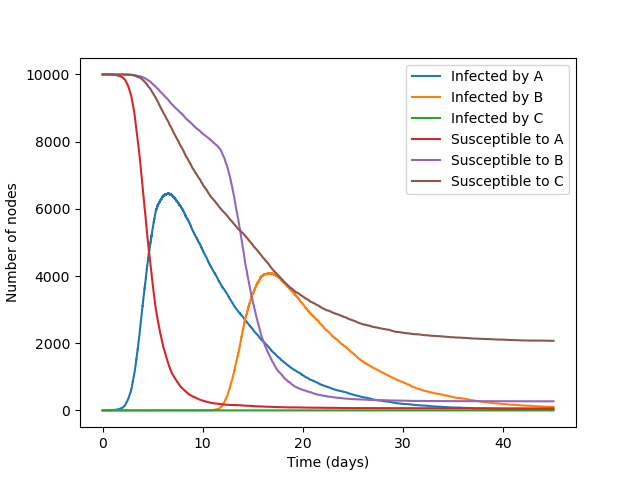 10000
8000
6000
4000
2000
0
Number of nodes
Infected by A
Infected by B
Infected by C
Susceptible to A
Susceptible to B
Susceptible to C
0 10 20 30 40
Time (days)